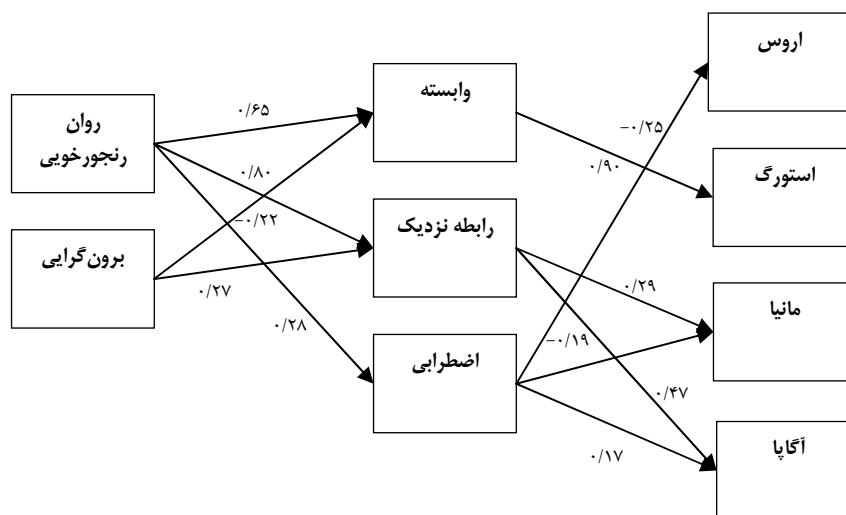 اروس
وابسته
روان
رنجورخویی
۰/۶۵
-۰/۲۵
۰/۹۰
استورگ
۰/۸۰
-۰/۲۲
رابطه نزدیک
برون‌گرایی
۰/۲۷
۰/۲۹
مانیا
۰/۲۸
-۰/۱۹
اضطرابی
۰/۴۷
آگاپا
۰/۱۷